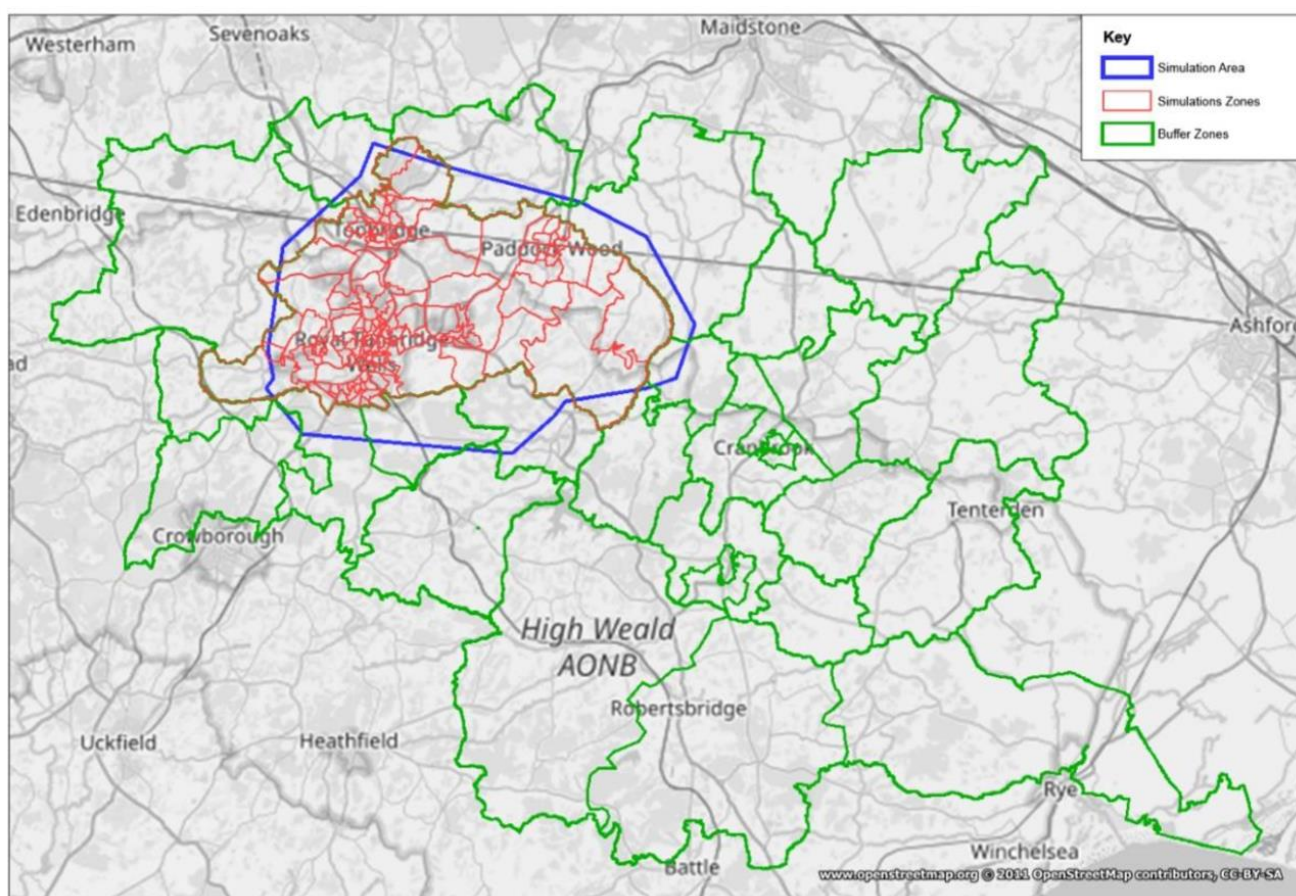 Westerham
Sevenoaks
Maidstone
Key
Simulation Area
Simulations Zones
Buffer Zones
Edenbridge
Tonbridge
Paddock Wood
Ashford
Royal Tunbridge
Wells
ad
Cranbrook
Tenterden
Crowborough
High Weald
AONB
Robertsbridge
Uckfield
Heathfield
Rye
Winchelsea
Battle
www.openstreetmap.org © 2011 OpenStreetMap contributors, CC-BY-SA